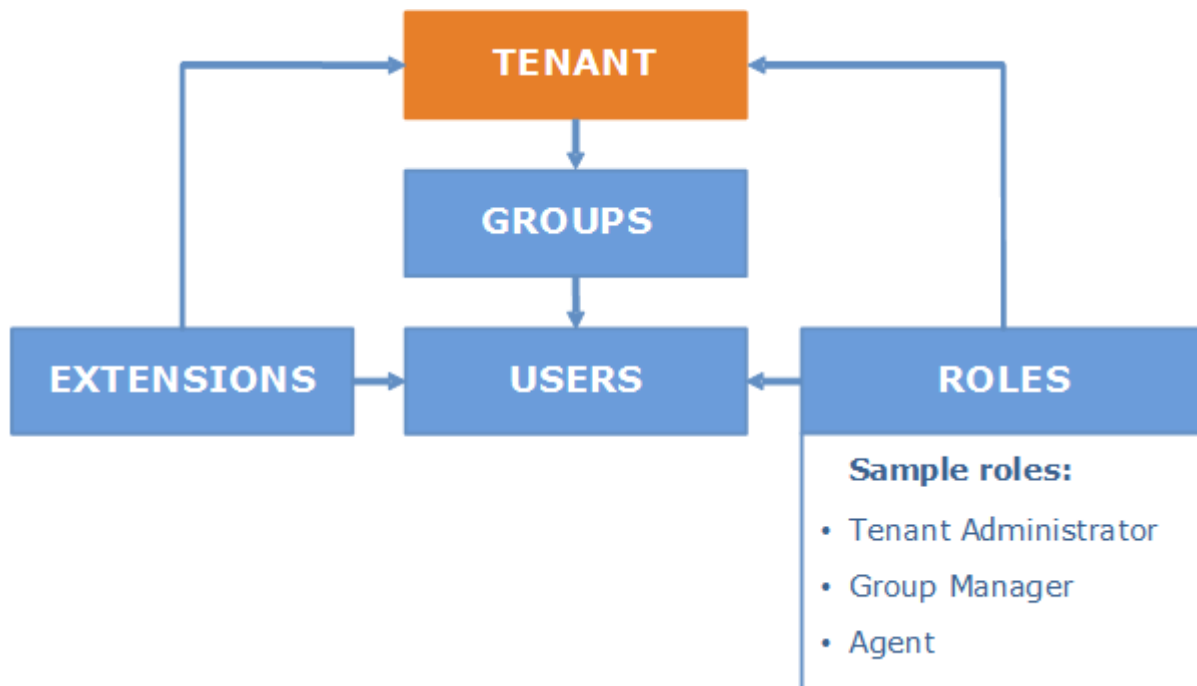 TENANT
GROUPS
EXTENSIONS
USERS
ROLES
Sample roles:
• Tenant Administrator
• Group Manager
• Agent